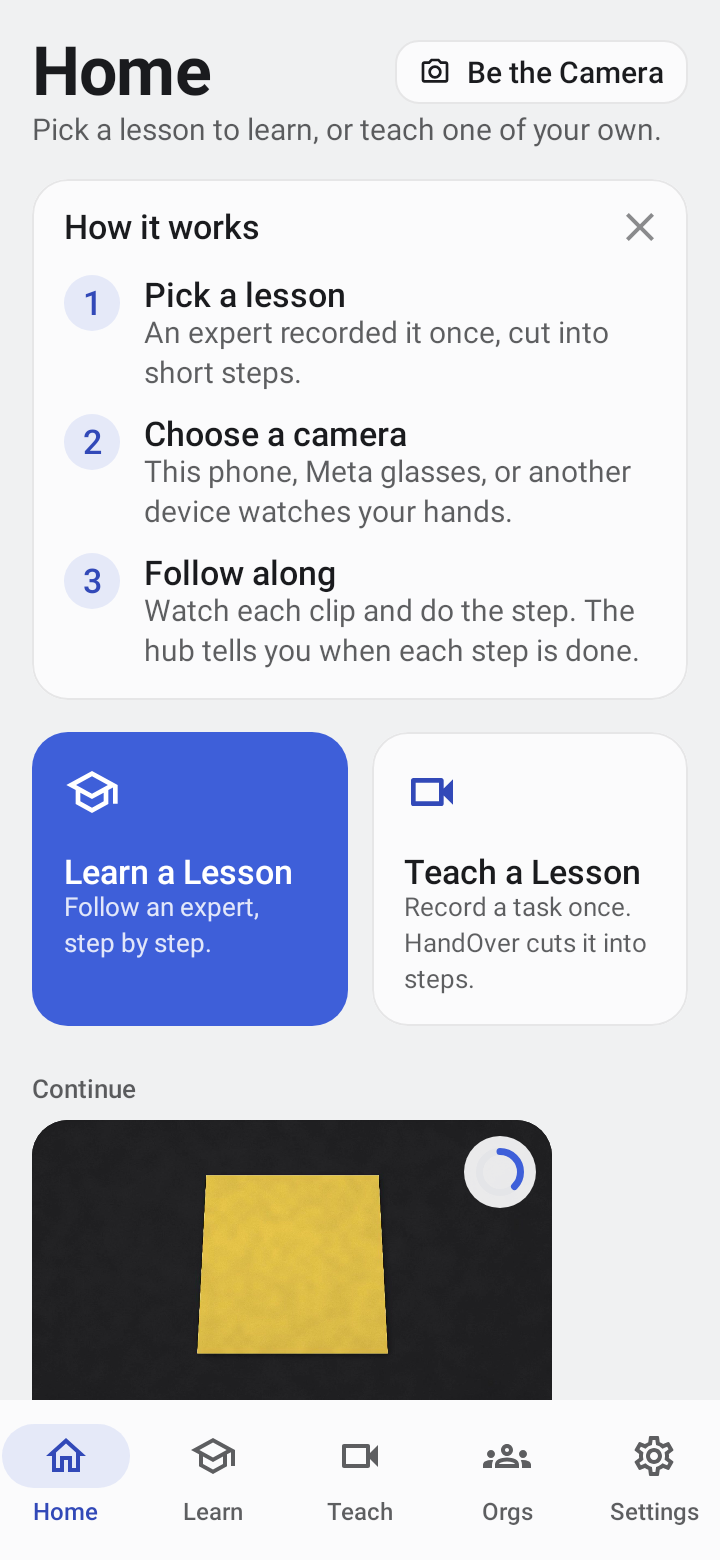 Home
Be the Camera
Pick a lesson to learn, or teach one of your own.
How it works
1
Pick a lesson
An expert recorded it once, cut into
short steps.
2
Choose a camera
This phone, Meta glasses, or another
device watches your hands.
3
Follow along
Watch each clip and do the step. The
hub tells you when each step is done.
Learn a Lesson
Follow an expert,
step by step.
Teach a Lesson
Record a task once.
HandOver cuts it into
steps.
Continue
Home
Learn
Teach
Orgs
Settings